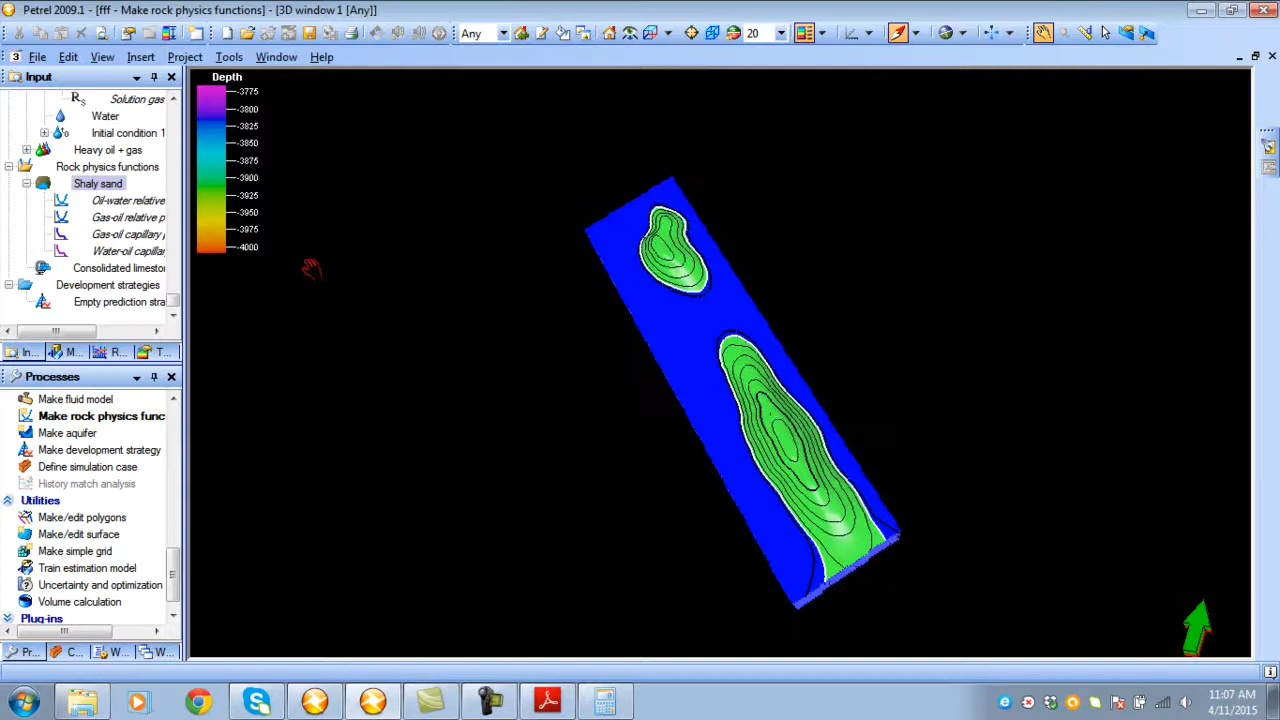 Petrel 2009.1 - [fff - Make rock physics functions] - [3D window 1 [Any]]
Any
20
3 File Edit View Insert Project Tools Window Help
Input
Rs Solution gas
Water
Initial condition 1
Heavy oil + gas
Rock physics functions
Shaly sand
Oil-water relative
Gas-oil relative p
Gas-oil capillary
Water-oil capillar
Consolidated limestor
Development strategies
Empty prediction stra
In... M... R... T...
Processes
Make fluid model
Make rock physics func
Make aquifer
Make development strategy
Define simulation case
History match analysis
Utilities
Make/edit polygons
Make/edit surface
Make simple grid
Train estimation model
Uncertainty and optimization
Volume calculation
Plug-ins
Pr... C... W... W...
Depth
-3775
-3800
-3825
-3850
-3875
-3900
-3925
-3950
-3975
-4000
11:07 AM
4/11/2015